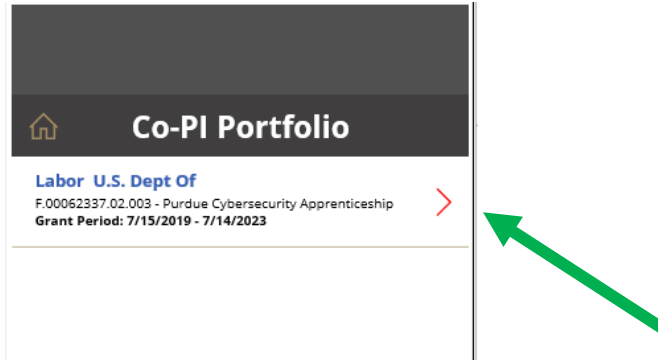 Co-PI Portfolio
Labor U.S. Dept Of
F.00062337.02.003 - Purdue Cybersecurity Apprenticeship
Grant Period: 7/15/2019 - 7/14/2023